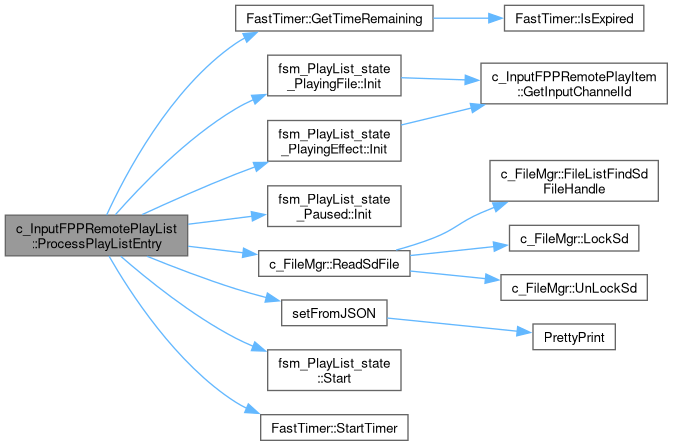 c_InputFPPRemotePlayList
::ProcessPlayListEntry
FastTimer::GetTimeRemaining
FastTimer::IsExpired
fsm_PlayList_state
_PlayingFile::Init
c_InputFPPRemotePlayItem
::GetInputChannelId
fsm_PlayList_state
_PlayingEffect::Init
fsm_PlayList_state
_Paused::Init
c_FileMgr::ReadSdFile
c_FileMgr::FileListFindSd
FileHandle
c_FileMgr::LockSd
c_FileMgr::UnLockSd
setFromJSON
PrettyPrint
fsm_PlayList_state
::Start
FastTimer::StartTimer